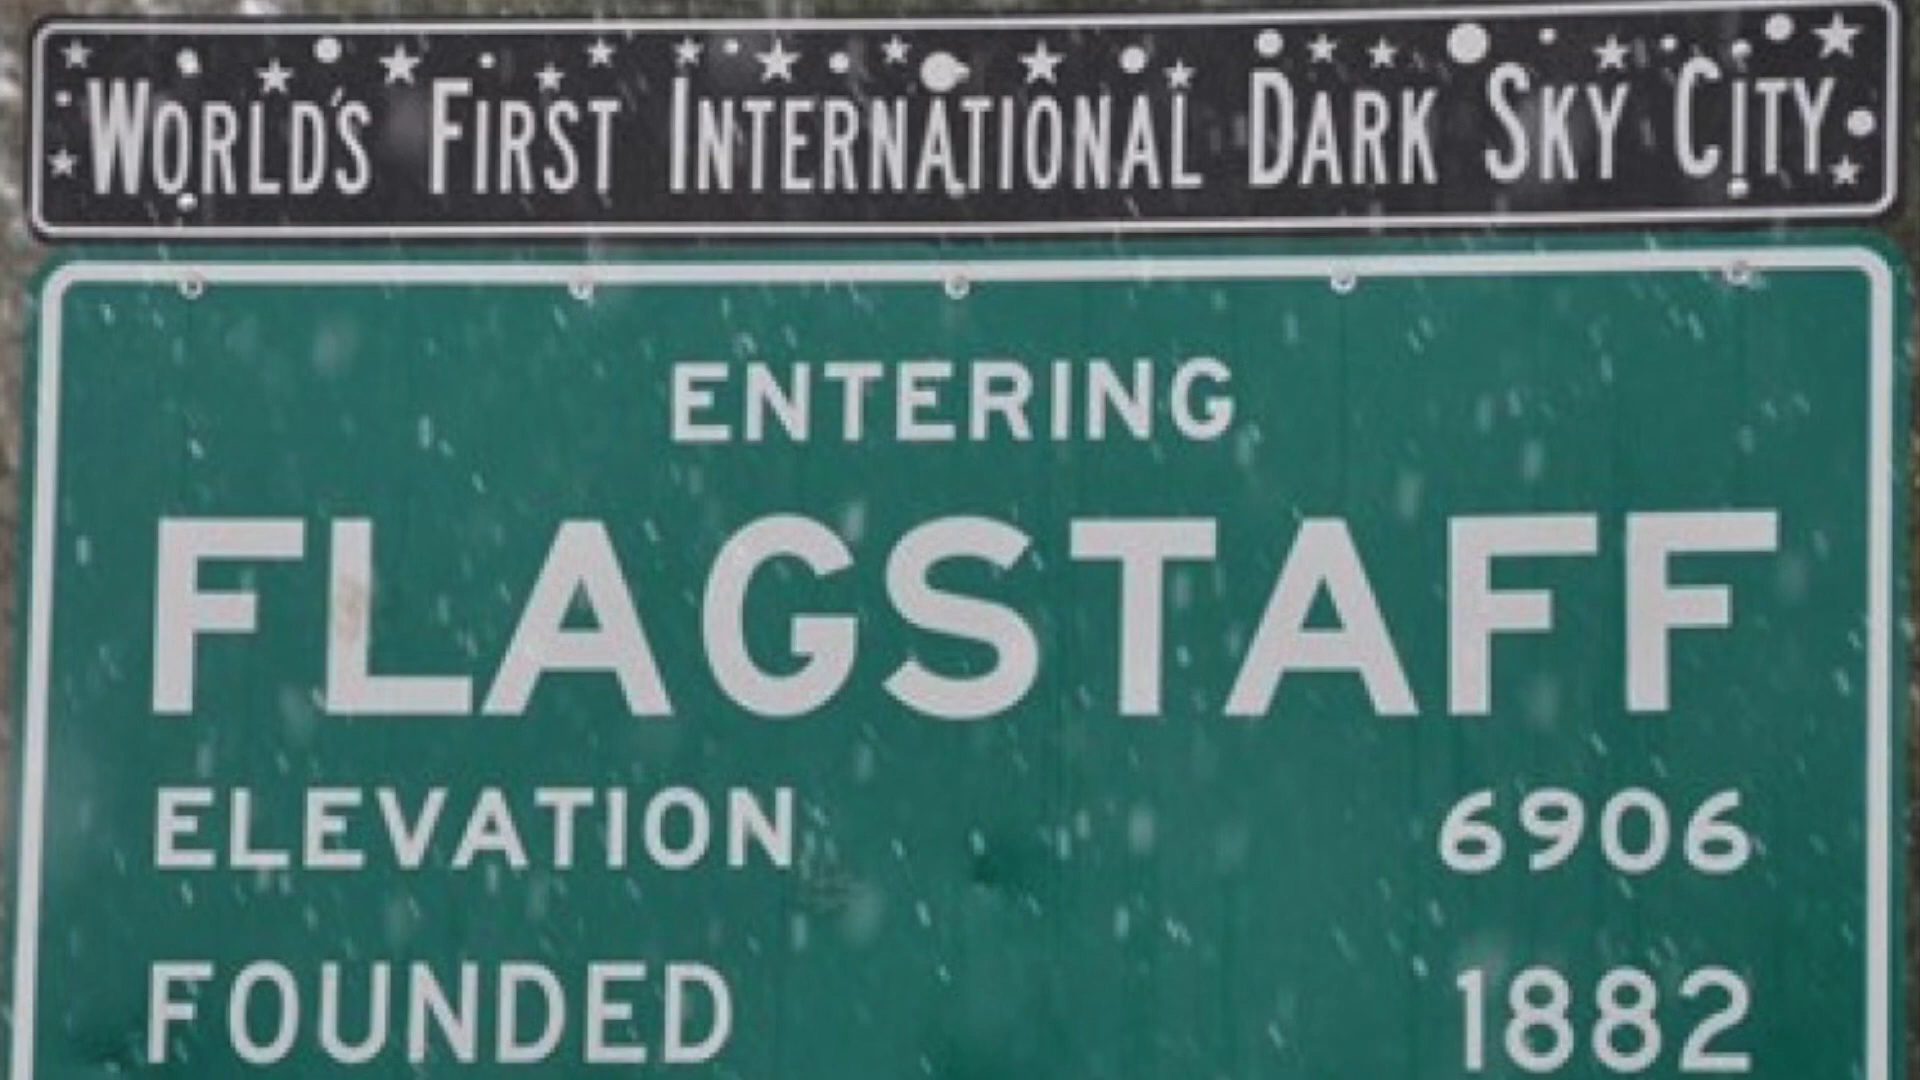 WORLD'S FIRST INTERNATIONAL DARK SKY CITY
ENTERING
FLAGSTAFF
ELEVATION 6906
FOUNDED 1882